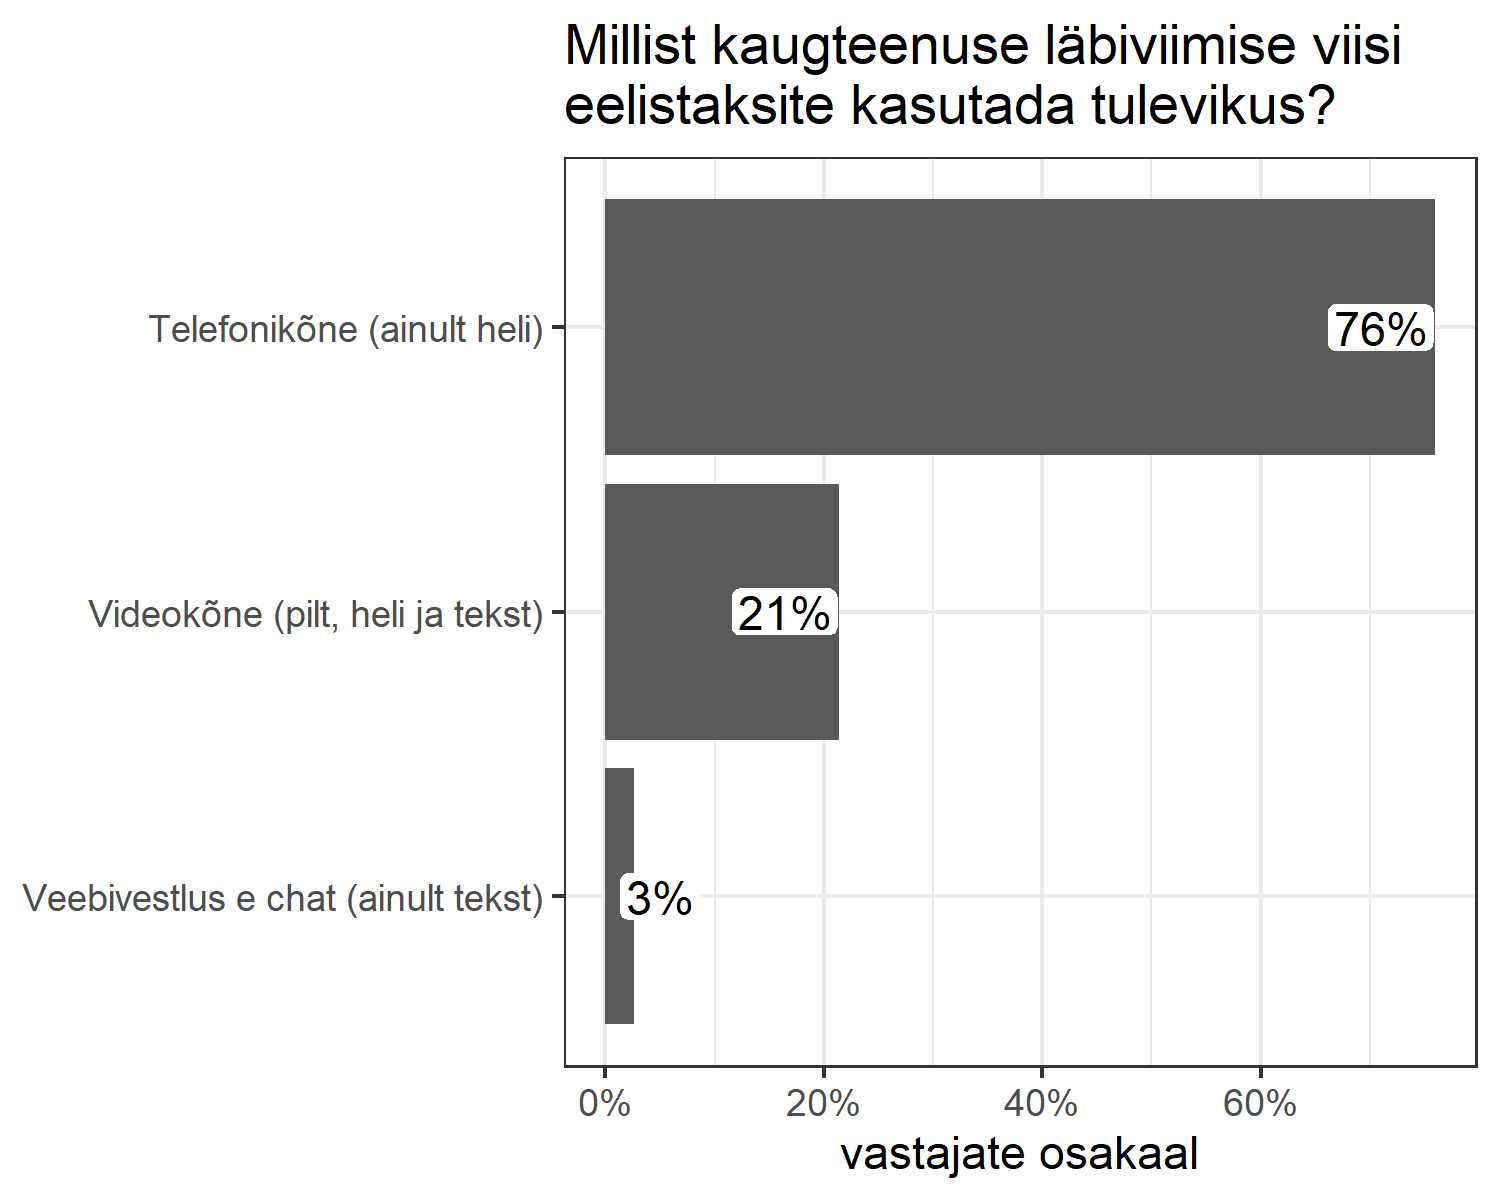 Millist kaugteenuse läbiviimise viisi
eelistaksite kasutada tulevikus?
Telefonikõne (ainult heli)
76%
Videokõne (pilt, heli ja tekst)
21%
Veebivestlus e chat (ainult tekst)
3%
0% 20% 40% 60%
vastajate osakaal